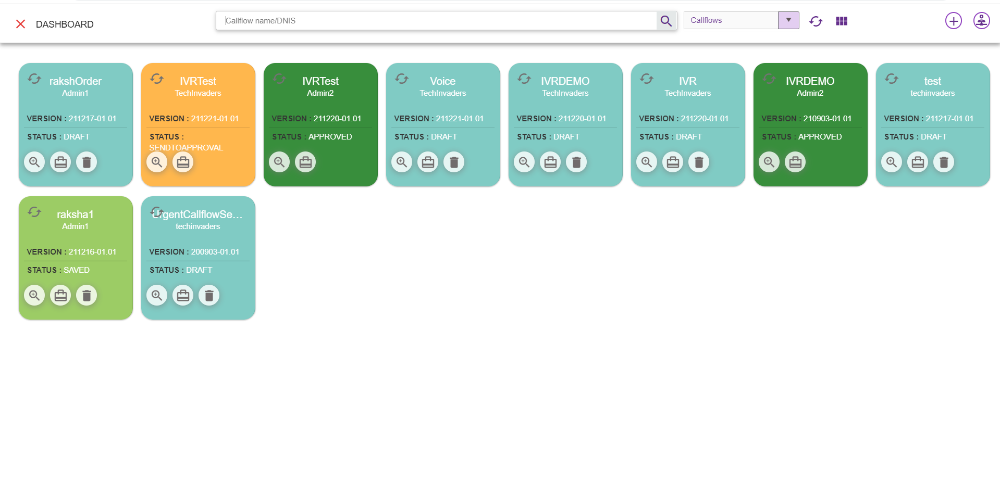 DASHBOARD
Callflow name/DNIS
Callflows
rakshOrder
Admin1
VERSION : 211217-01.01
STATUS : DRAFT
IVRTest
TechInvaders
VERSION : 211221-01.01
STATUS :
SENDTOAPPROVAL
IVRTest
Admin2
VERSION : 211220-01.01
STATUS : APPROVED
Voice
TechInvaders
VERSION : 211221-01.01
STATUS : DRAFT
IVRDEMO
TechInvaders
VERSION : 211220-01.01
STATUS : DRAFT
IVR
TechInvaders
VERSION : 211220-01.01
STATUS : DRAFT
IVRDEMO
Admin2
VERSION : 210903-01.01
STATUS : APPROVED
test
techinvaders
VERSION : 211217-01.01
STATUS : DRAFT
raksha1
Admin1
VERSION : 211216-01.01
STATUS : SAVED
UrgentCallflowSe...
techinvaders
VERSION : 200903-01.01
STATUS : DRAFT